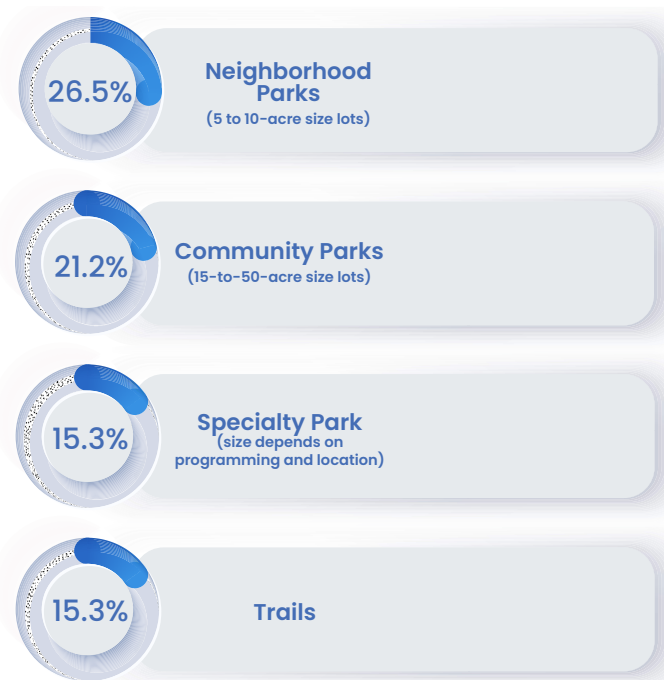 26.5%
Neighborhood
Parks
(5 to 10-acre size lots)
21.2%
Community Parks
(15-to-50-acre size lots)
15.3%
Specialty Park
(size depends on
programming and location)
15.3%
Trails